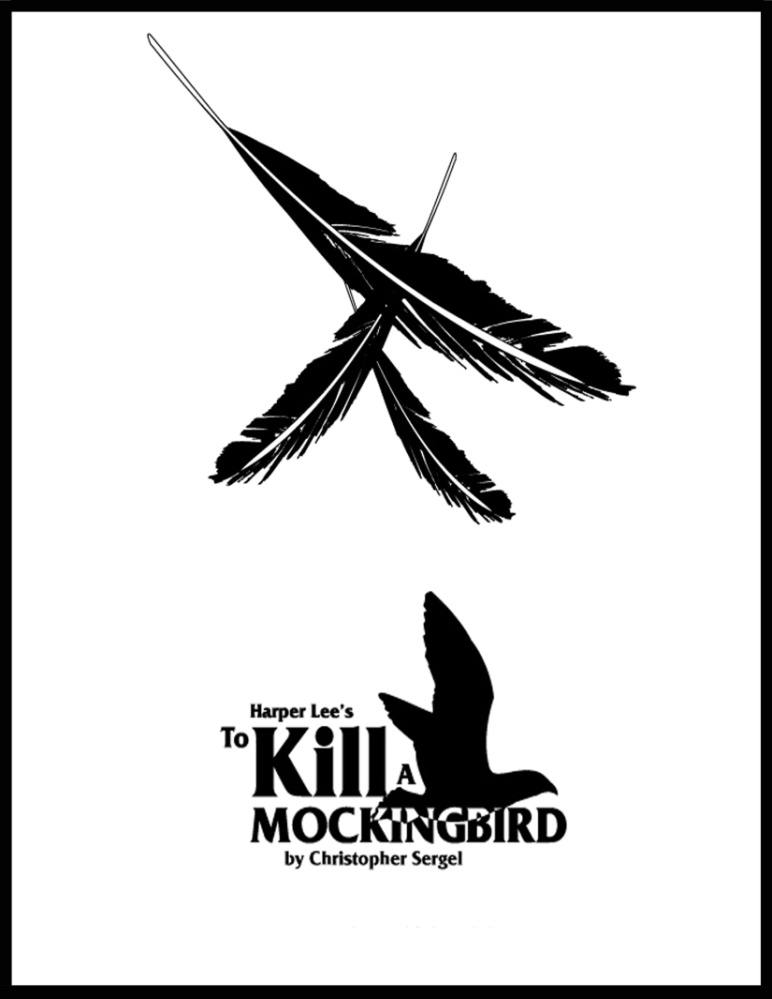 Harper Lee's
To Kill A
MOCKINGBIRD
by Christopher Sergel